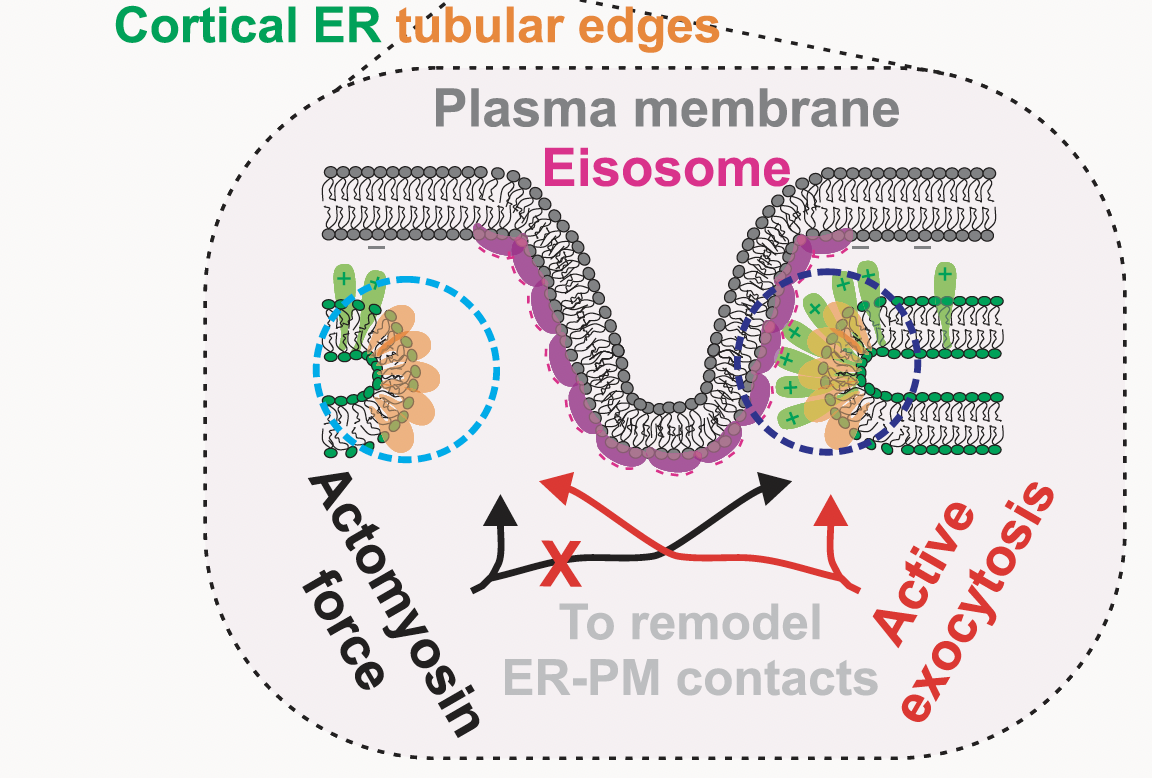 Cortical ER tubular edges
Plasma membrane
Eisosome
Actomyosin
force
X
Active
exocytosis
To remodel
ER-PM contacts